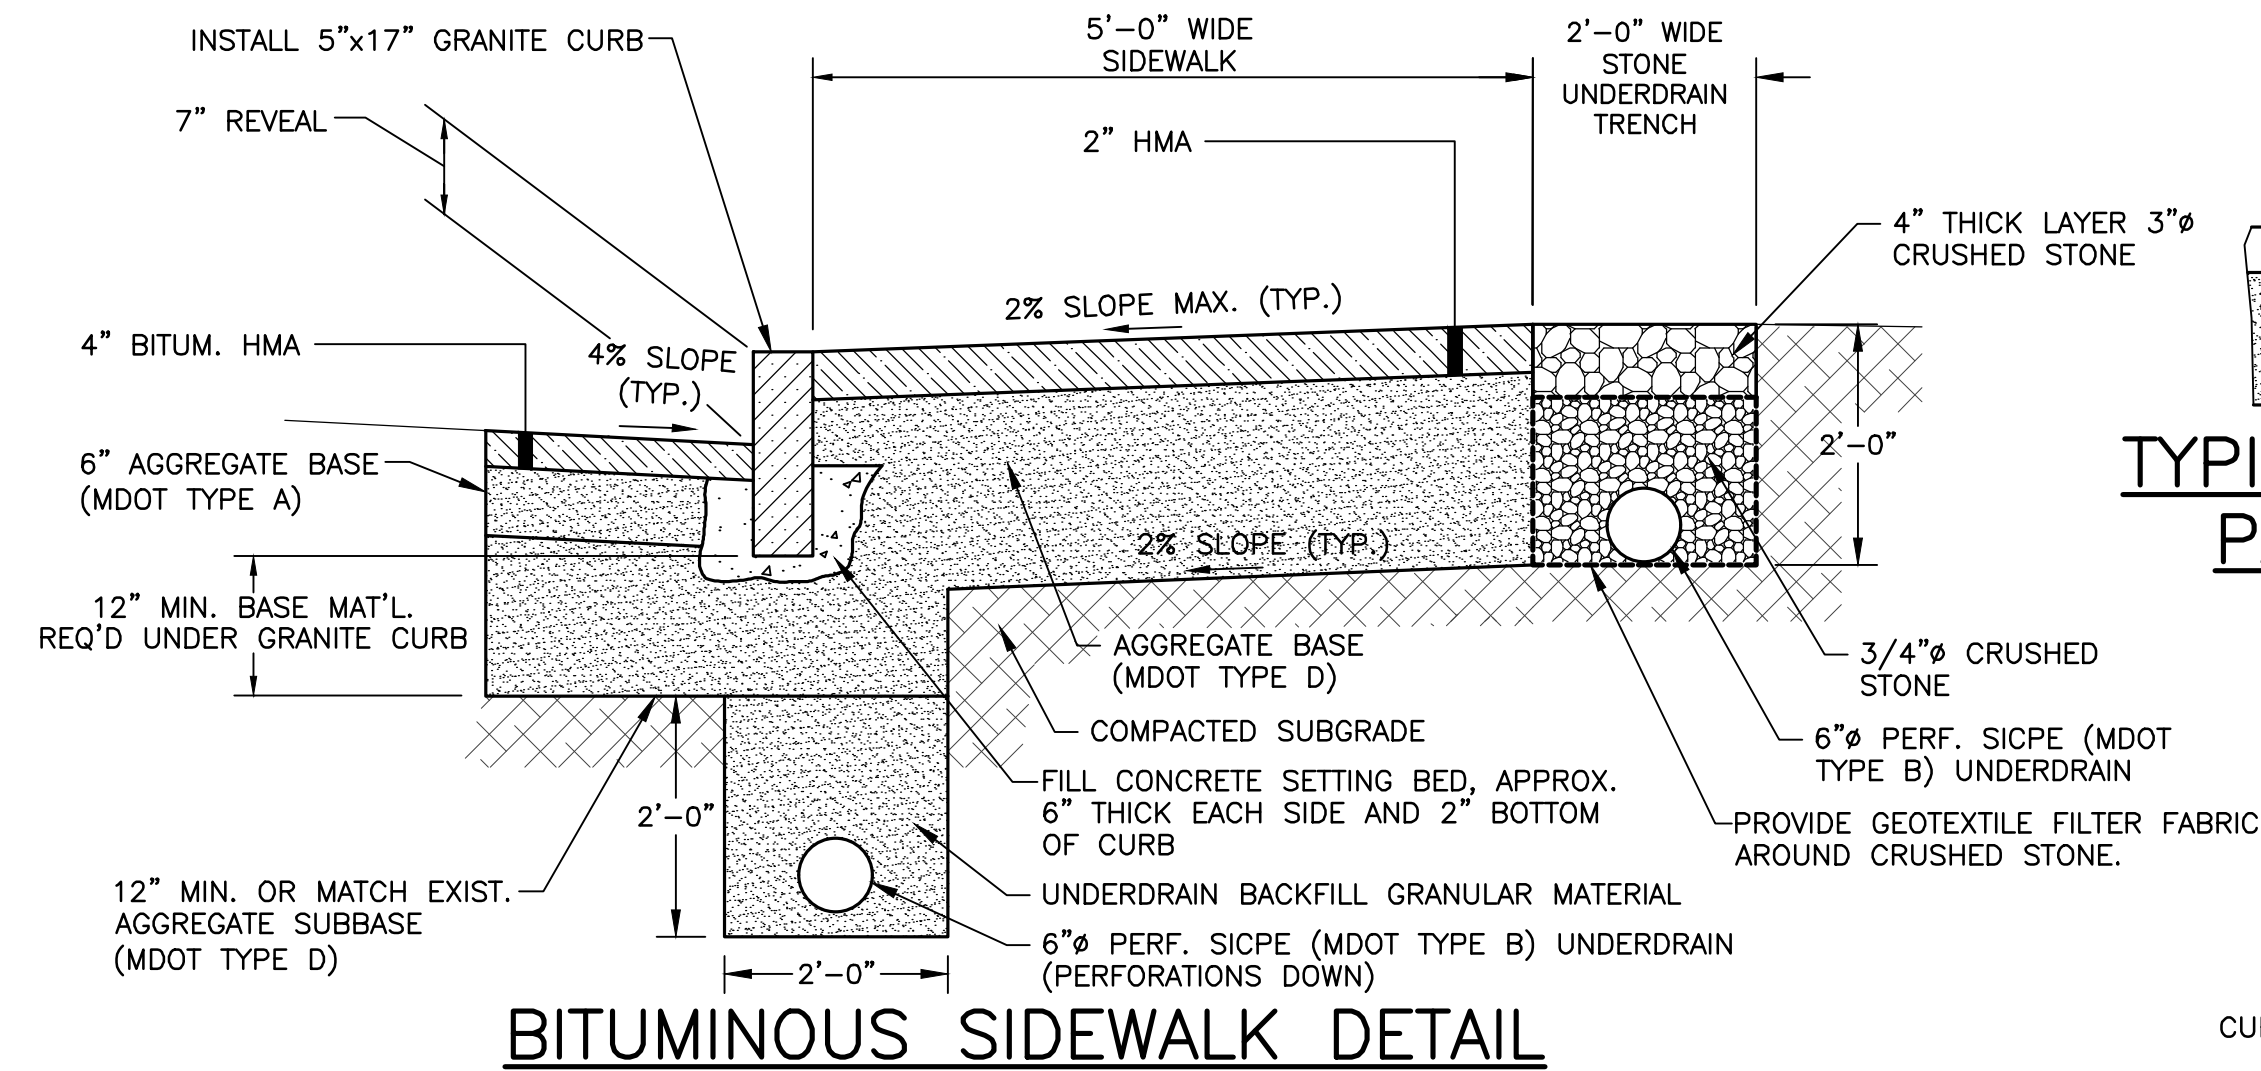 INSTALL 5"x17" GRANITE CURB
5'-0" WIDE
SIDEWALK
2'-0" WIDE
STONE
UNDERDRAIN
TRENCH
7" REVEAL
2" HMA
4" THICK LAYER 3"ø
CRUSHED STONE
2% SLOPE MAX. (TYP.)
4" BITUM. HMA
4% SLOPE
(TYP.)
6" AGGREGATE BASE
(MDOT TYPE A)
2'-0"
TYPI
P
2% SLOPE (TYP.)
12" MIN. BASE MAT'L.
REQ'D UNDER GRANITE CURB
AGGREGATE BASE
(MDOT TYPE D)
3/4"ø CRUSHED
STONE
COMPACTED SUBGRADE
6"ø PERF. SICPE (MDOT
TYPE B) UNDERDRAIN
FILL CONCRETE SETTING BED, APPROX.
6" THICK EACH SIDE AND 2" BOTTOM
OF CURB
2'-0"
PROVIDE GEOTEXTILE FILTER FABRIC
AROUND CRUSHED STONE.
12" MIN. OR MATCH EXIST.
AGGREGATE SUBBASE
(MDOT TYPE D)
UNDERDRAIN BACKFILL GRANULAR MATERIAL
6"ø PERF. SICPE (MDOT TYPE B) UNDERDRAIN
(PERFORATIONS DOWN)
2'-0"
BITUMINOUS SIDEWALK DETAIL
CU